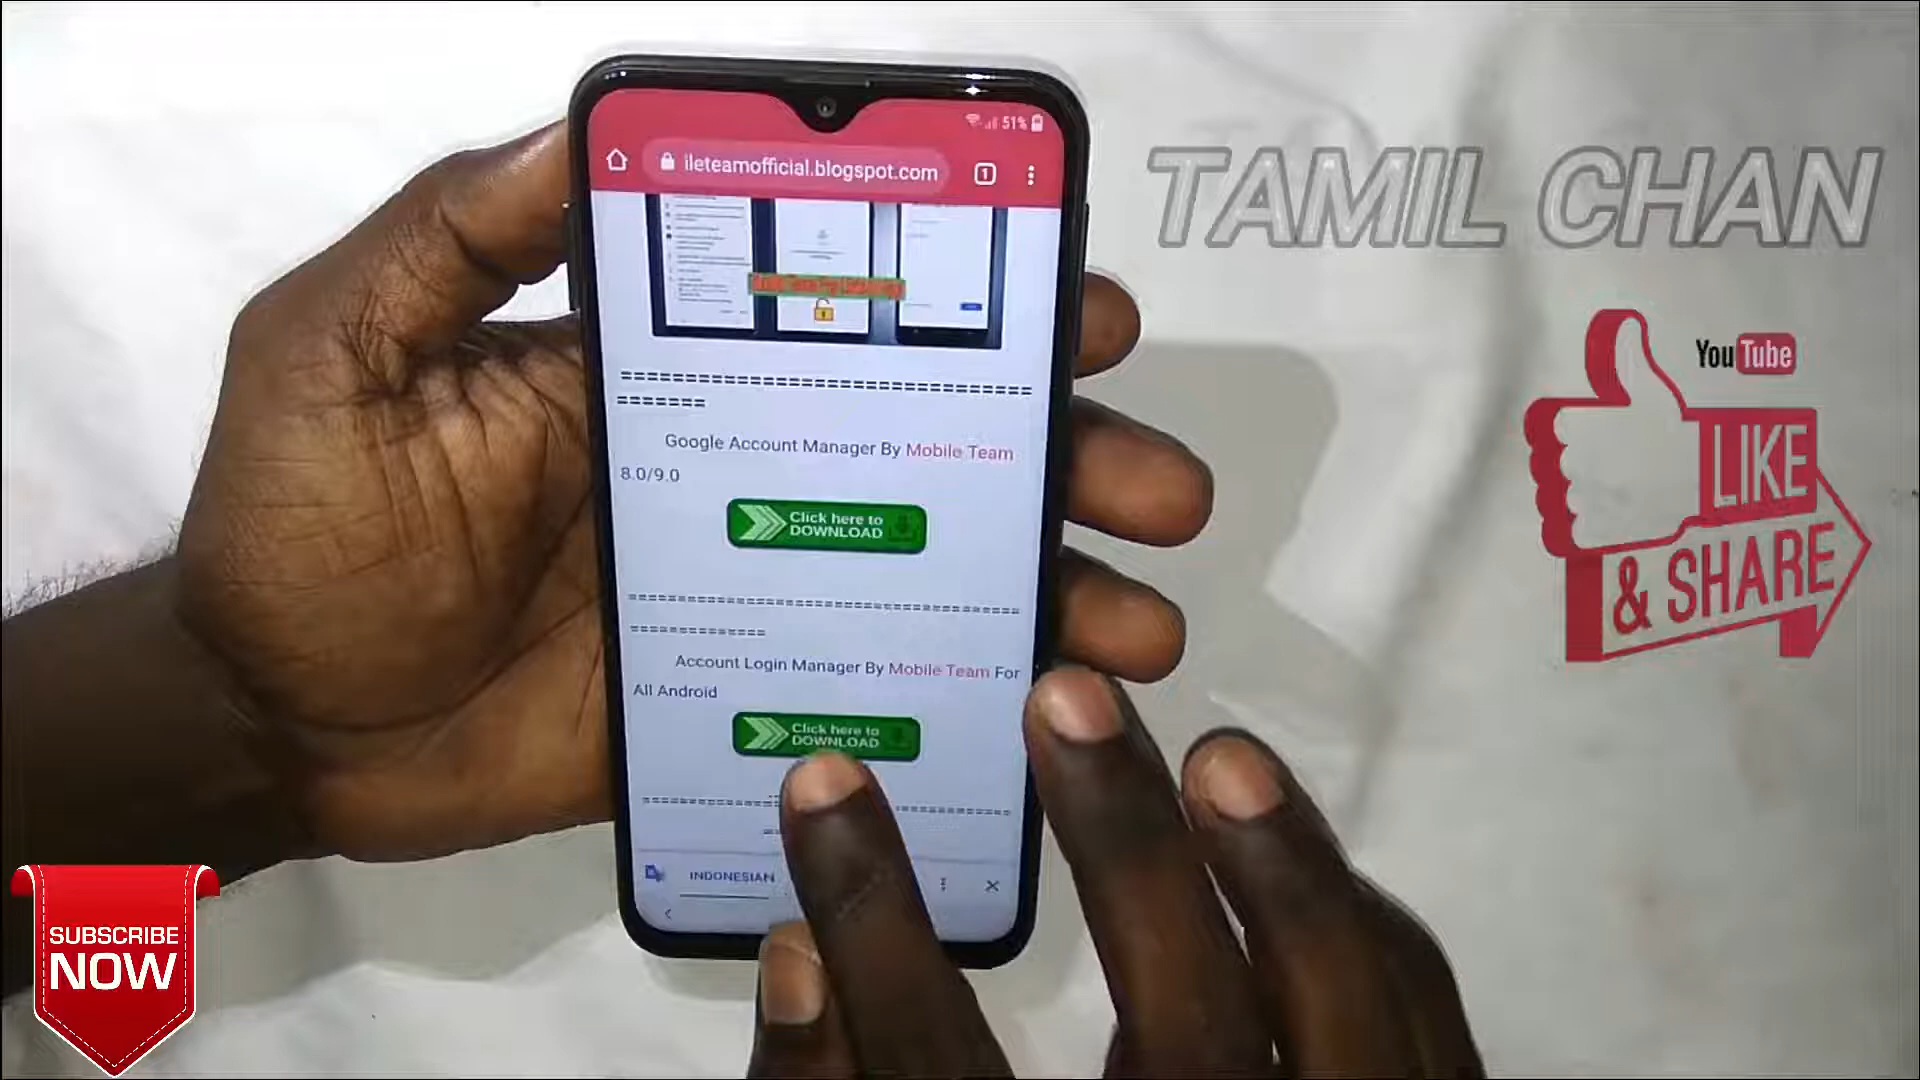 51%
ileteamofficial.blogspot.com
1
TAMIL CHAN
YouTube
LIKE
& SHARE
===============================
=======
Google Account Manager By Mobile Team
8.0/9.0
Click here to
DOWNLOAD
Account Login Manager By Mobile Team For
All Android
Click here to
DOWNLOAD
INDONESIAN
SUBSCRIBE
NOW